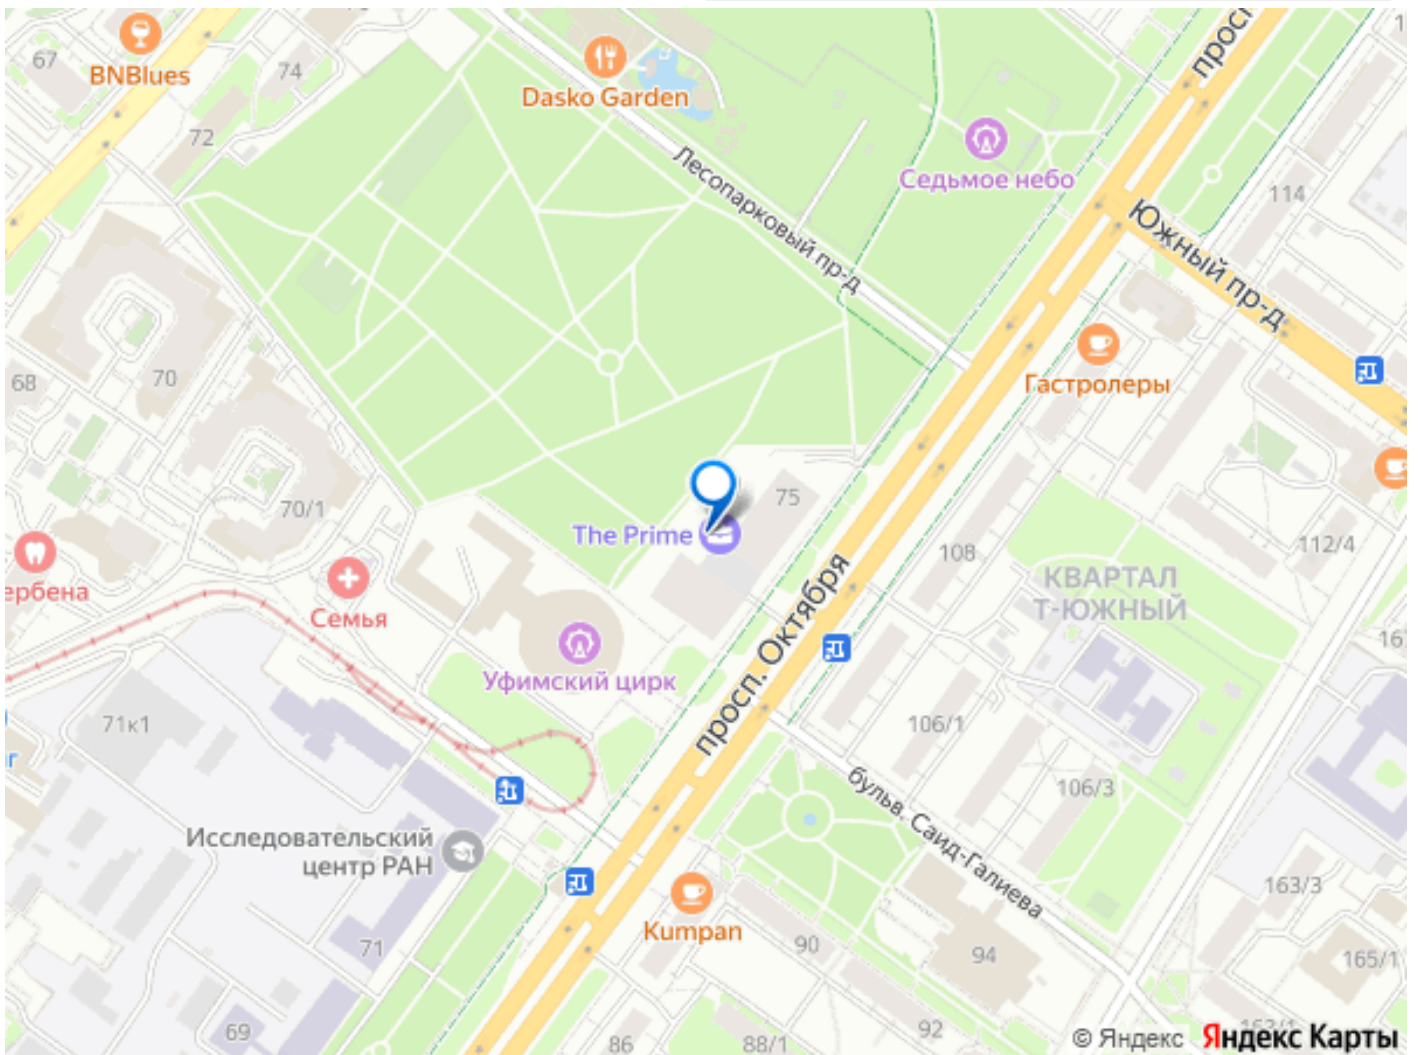 67
BNBlues
74
72
Dasko Garden
просп
Седьмое небо
Лесопарковый пр-д
114
Южный пр-д
68
70
Гастролеры
70/1
75
The Prime
108
112/4
КВАРТАЛ
Т-ЮЖНЫЙ
ербена
Семья
просп. Октября
Уфимский цирк
71к1
106/1
106/3
бульв. Саид-Галиева
Исследовательский
центр РАН
163/3
Kumpan
71
90
94
165/1
69
86
88/1
92
163/1
© Яндекс Яндекс Карты